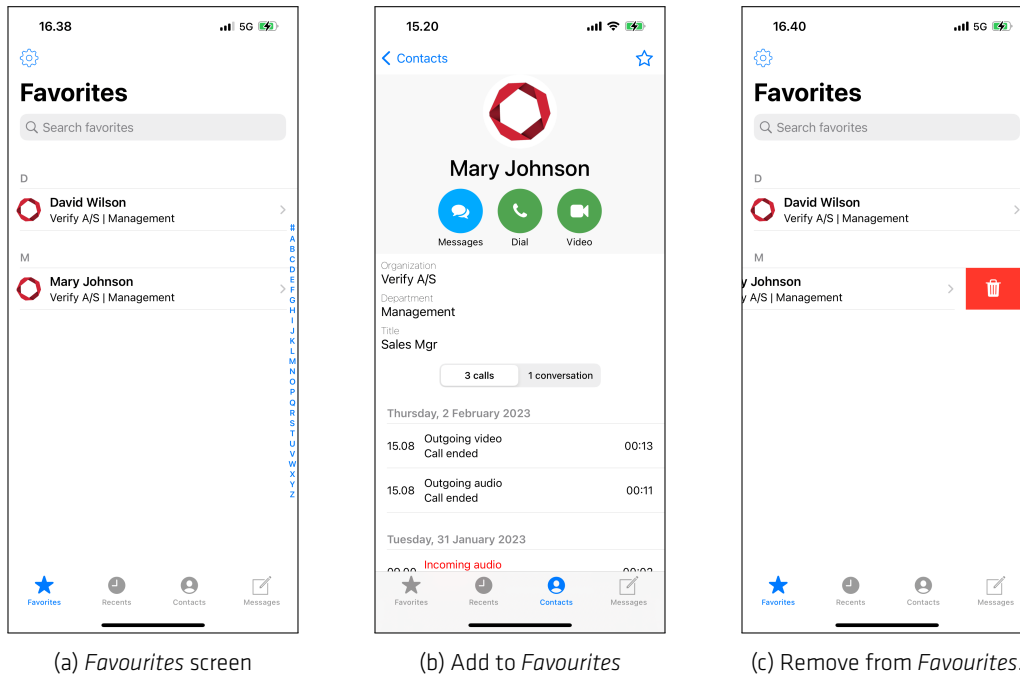 16.38
5G
Favorites
Search favorites
D
David Wilson
Verify A/S | Management
M
Mary Johnson
Verify A/S | Management
#
A
B
C
D
E
F
G
H
I
J
K
L
M
N
O
P
Q
R
S
T
U
V
W
X
Y
Z
Favorites Recents Contacts Messages
(a) Favourites screen
15.20
Contacts
Mary Johnson
Messages Dial Video
Organization
Verify A/S
Department
Management
Title
Sales Mgr
3 calls 1 conversation
Thursday, 2 February 2023
15.08 Outgoing video 00:13
Call ended
15.08 Outgoing audio 00:11
Call ended
Tuesday, 31 January 2023
Incoming audio
Favorites Recents Contacts Messages
(b) Add to Favourites
16.40
5G
Favorites
Search favorites
D
David Wilson
Verify A/S | Management
M
y Johnson
y A/S | Management
Favorites Recents Contacts Messages
(c) Remove from Favourites.